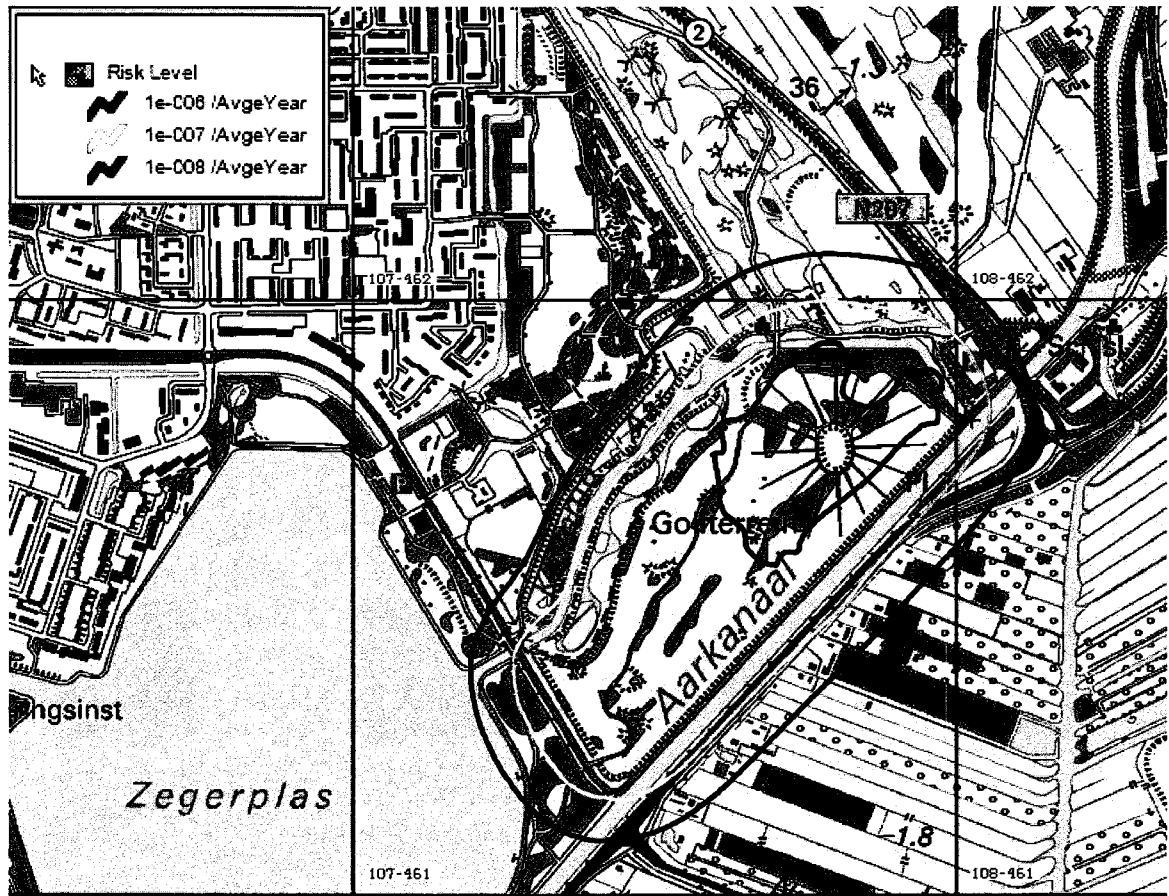 Risk Level
1e-006 /AvgeYear
1e-007 /AvgeYear
1e-008 /AvgeYear
2
36
N207
107-462
108-462
Aarkanaal
Zegerplas
1.8
107-461
108-461